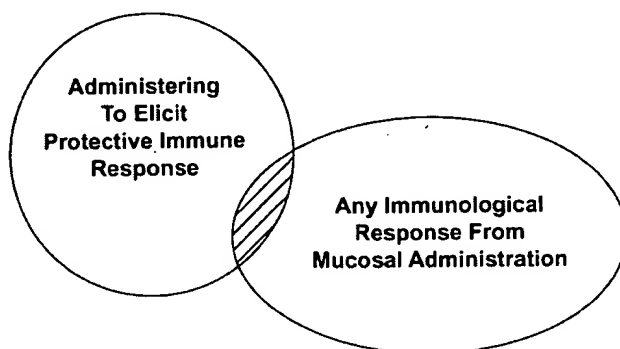 Administering
To Elicit
Protective Immune
Response
Any Immunological
Response From
Mucosal Administration